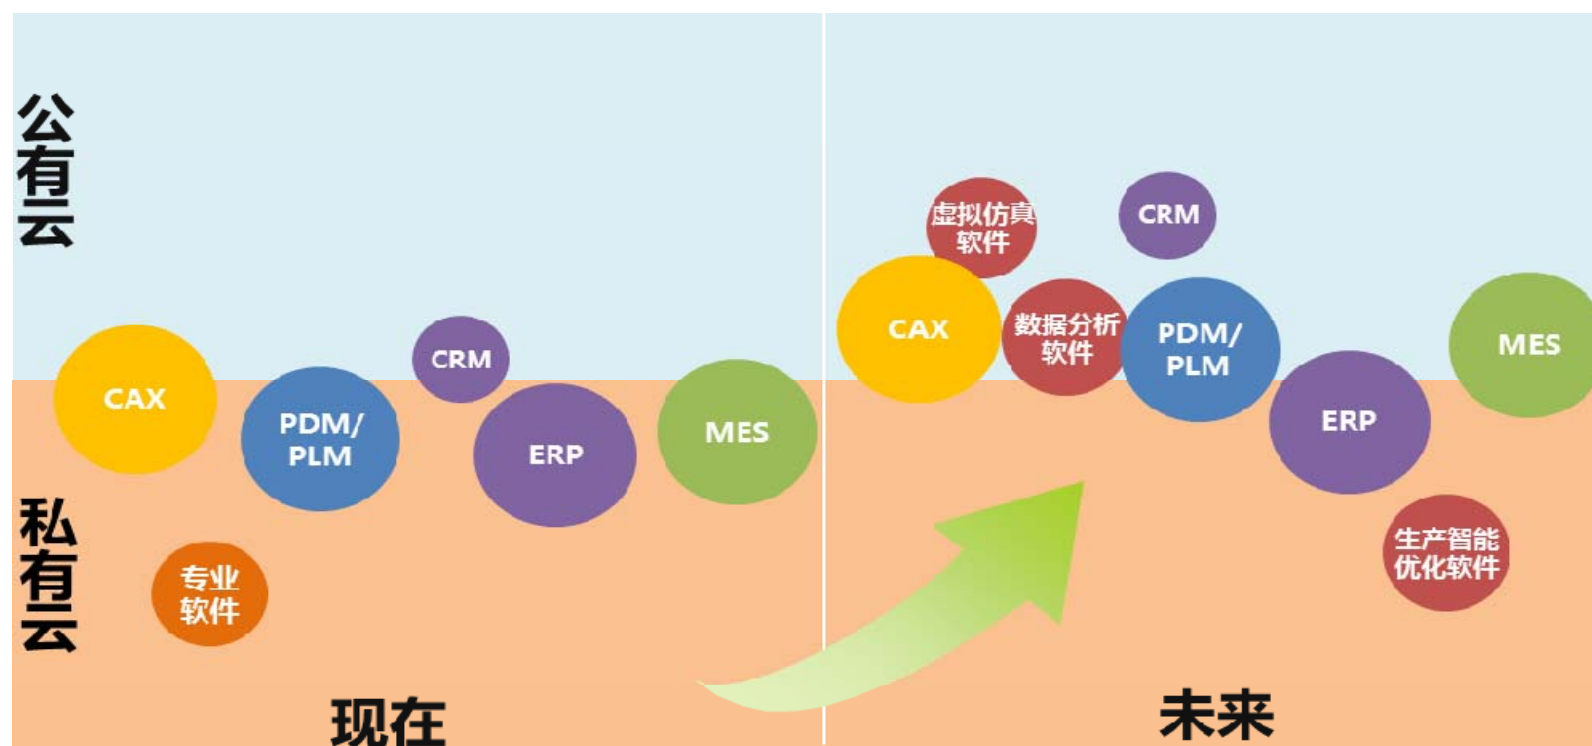 公有云
私有云
CAX
PDM/
PLM
CRM
ERP
MES
专业
软件
现在
虚拟仿真
软件
CRM
CAX
数据分析
软件
PDM/
PLM
MES
ERP
生产智能
优化软件
未来